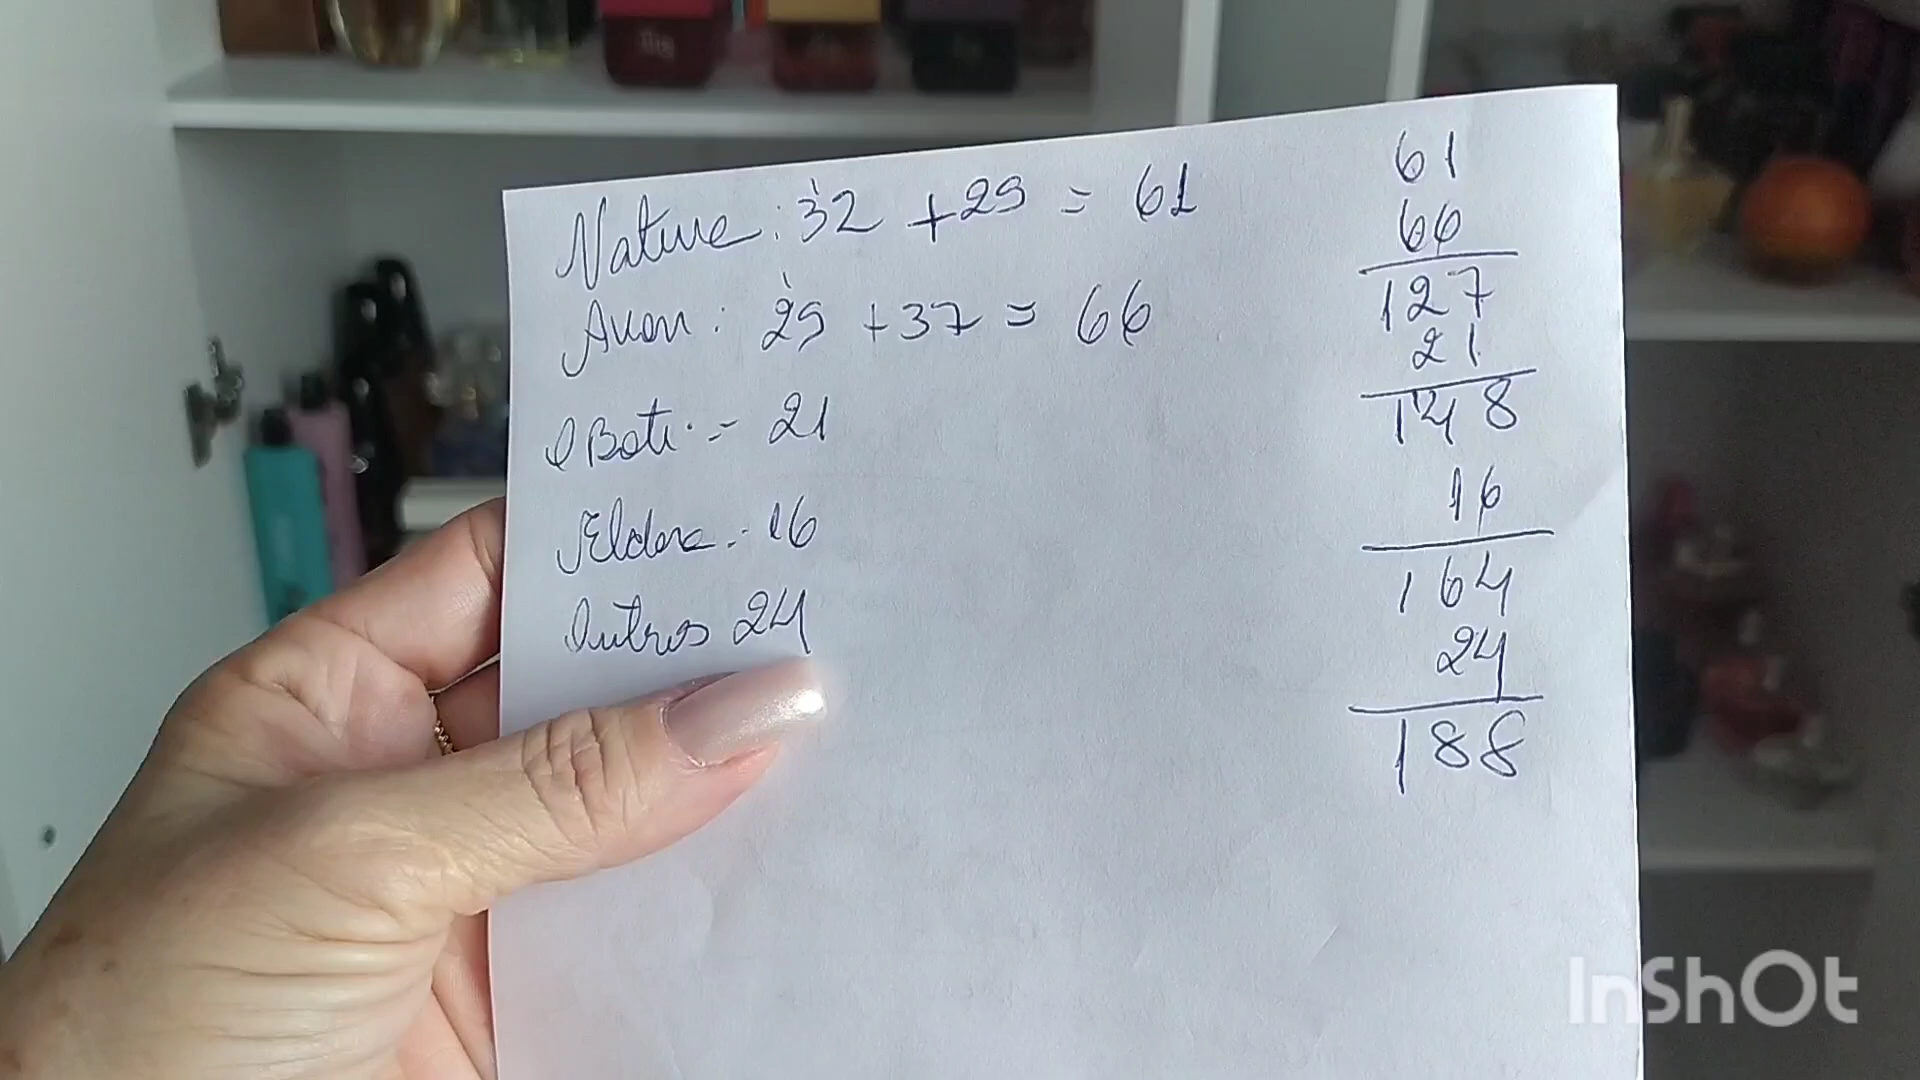 Natura: 32 + 29 = 61
Avon: 29 + 37 = 66
O Boti: - 21
Eldora: - 16
Outros 24
61
66
127
21
148
16
164
24
188
InShOt